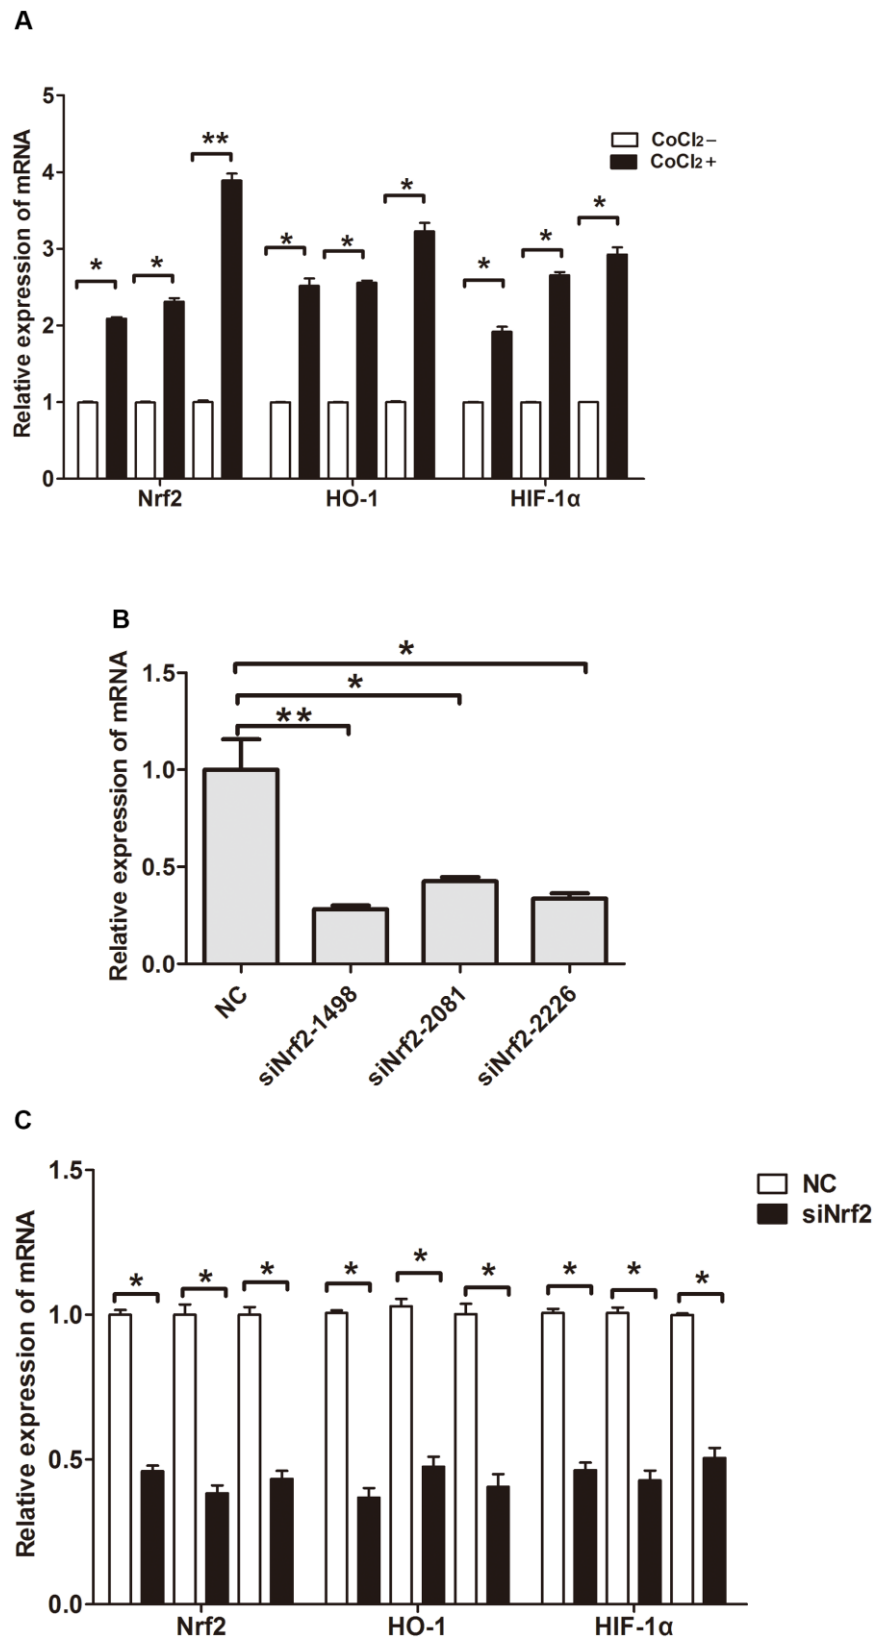 A
Relative expression of mRNA
5
4
3
2
1
0
* * ** * * * * * *
CoCl2−
CoCl2+
Nrf2 HO-1 HIF-1α
B
Relative expression of mRNA
1.5
1.0
0.5
0.0
*
*
**
NC siNrf2-1498 siNrf2-2081 siNrf2-2226
C
Relative expression of mRNA
1.5
1.0
0.5
0.0
* * * * * * * * *
NC
siNrf2
Nrf2 HO-1 HIF-1α